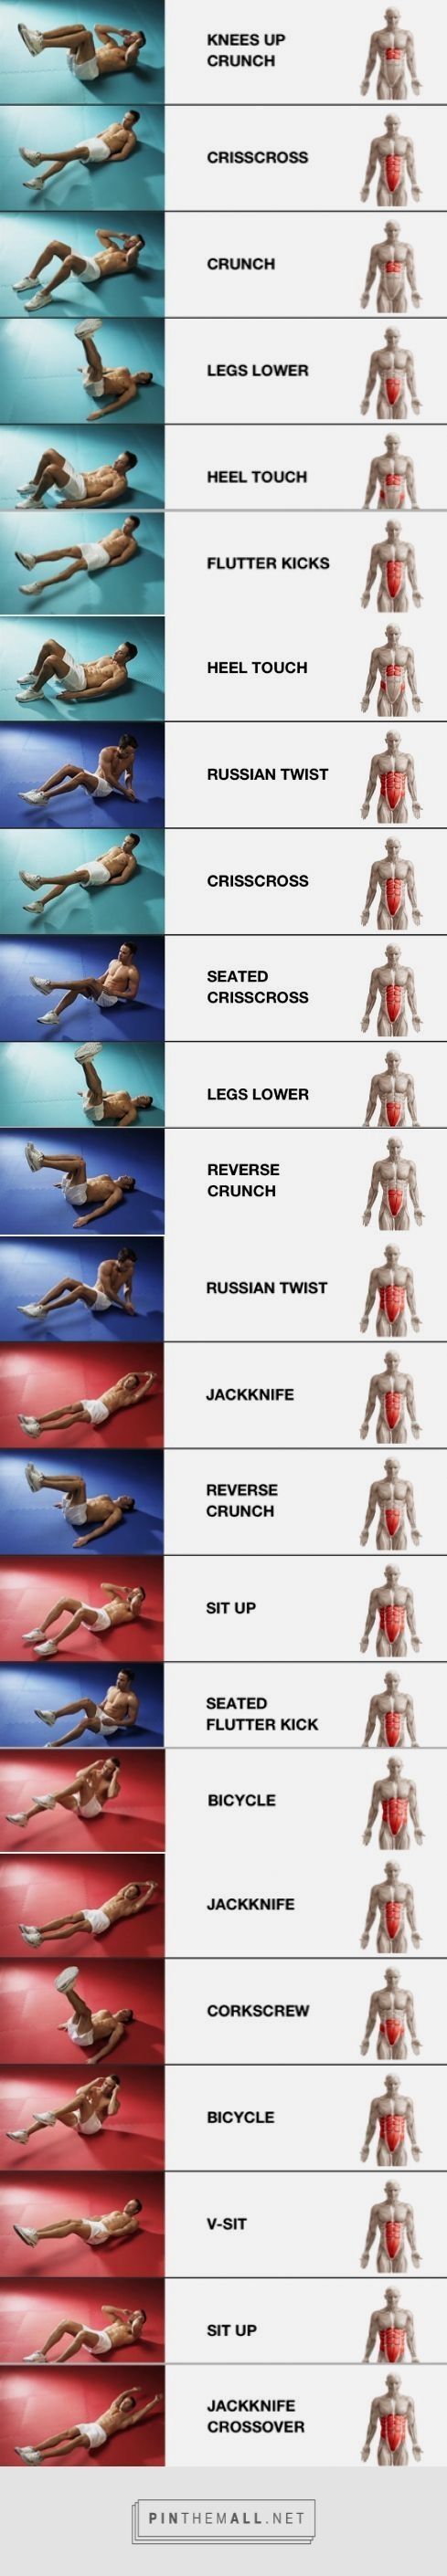 KNEES UP
CRUNCH
CRISSCROSS
CRUNCH
LEGS LOWER
HEEL TOUCH
FLUTTER KICKS
HEEL TOUCH
RUSSIAN TWIST
CRISSCROSS
SEATED
CRISSCROSS
LEGS LOWER
REVERSE
CRUNCH
RUSSIAN TWIST
JACKKNIFE
REVERSE
CRUNCH
SIT UP
SEATED
FLUTTER KICK
BICYCLE
JACKKNIFE
CORKSCREW
BICYCLE
V-SIT
SIT UP
JACKKNIFE
CROSSOVER
PINTHEMALL.NET